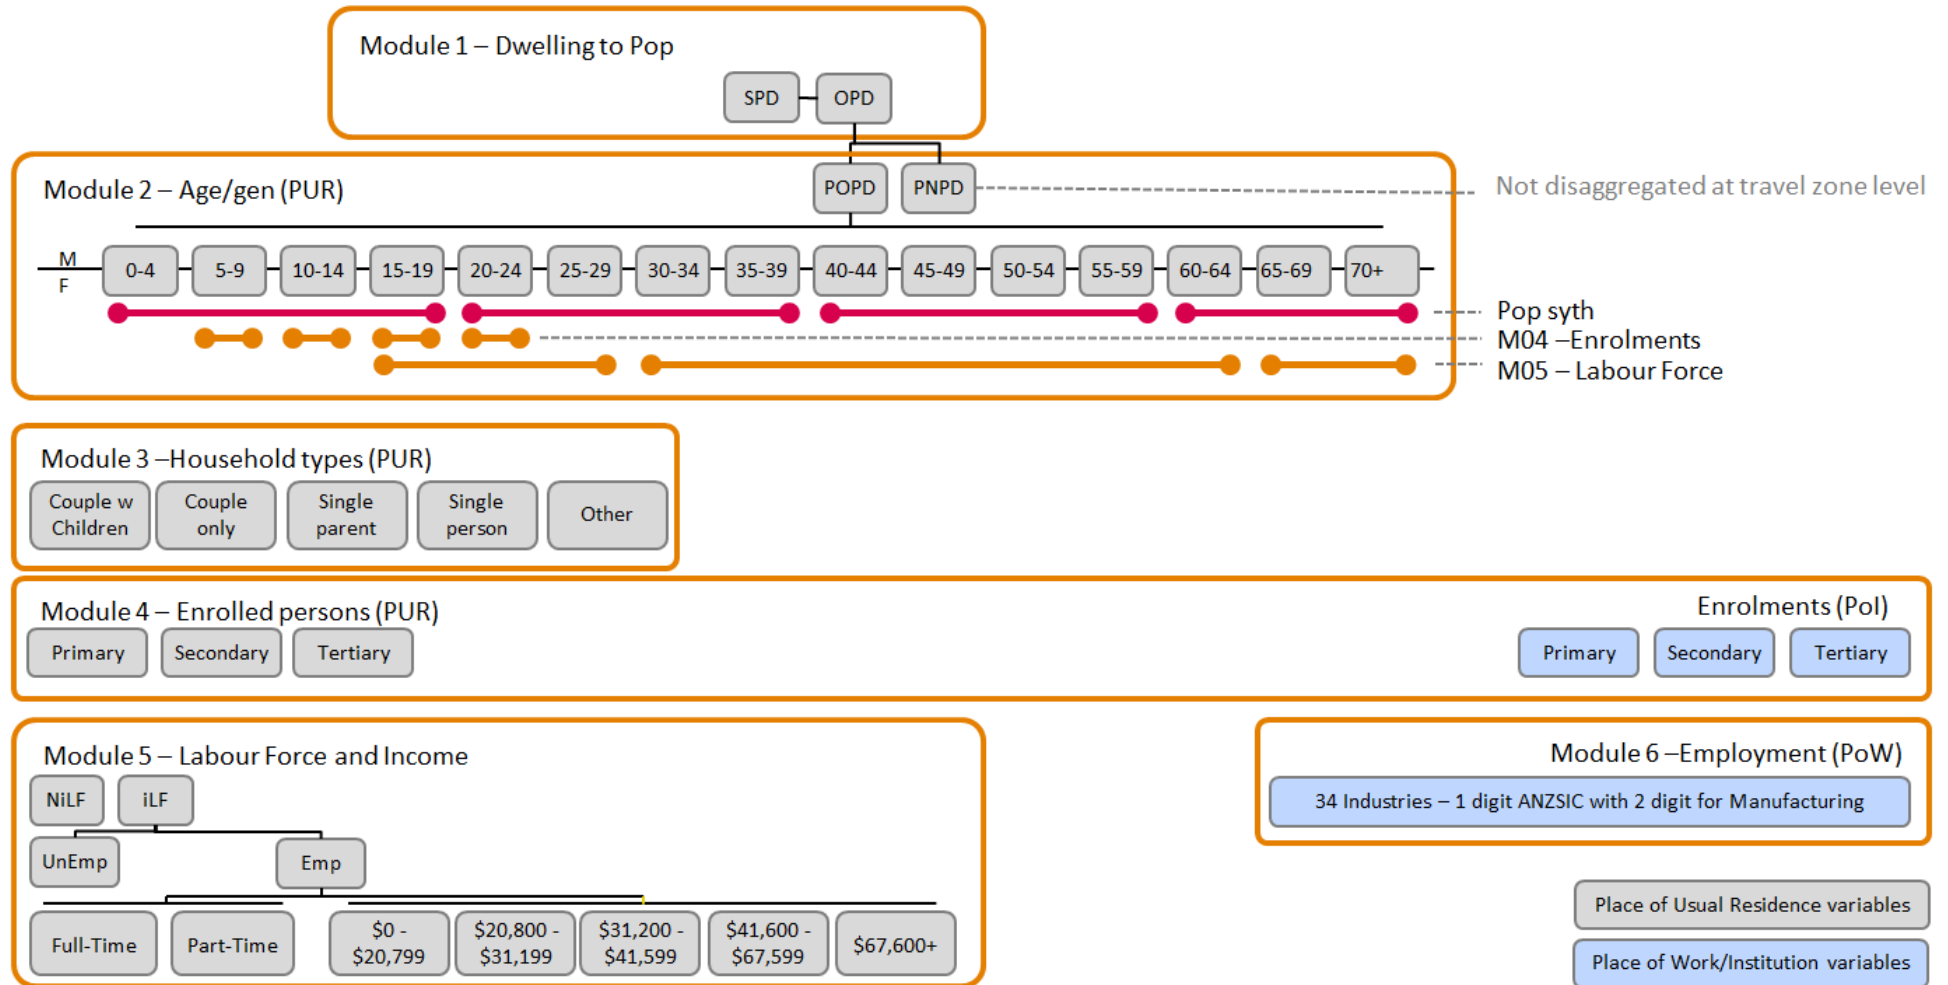 Module 1 – Dwelling to Pop
SPD
OPD
Module 2 – Age/gen (PUR)
POPD
PNPD
Not disaggregated at travel zone level
M
F
0-4
5-9
10-14
15-19
20-24
25-29
30-34
35-39
40-44
45-49
50-54
55-59
60-64
65-69
70+
Pop syth
M04 –Enrolments
M05 – Labour Force
Module 3 –Household types (PUR)
Couple w
Children
Couple
only
Single
parent
Single
person
Other
Module 4 – Enrolled persons (PUR)
Primary
Secondary
Tertiary
Enrolments (PoI)
Primary
Secondary
Tertiary
Module 5 – Labour Force and Income
NiLF
iLF
UnEmp
Emp
Full-Time
Part-Time
$0 -
$20,799
$20,800 -
$31,199
$31,200 -
$41,599
$41,600 -
$67,599
$67,600+
Module 6 –Employment (PoW)
34 Industries – 1 digit ANZSIC with 2 digit for Manufacturing
Place of Usual Residence variables
Place of Work/Institution variables